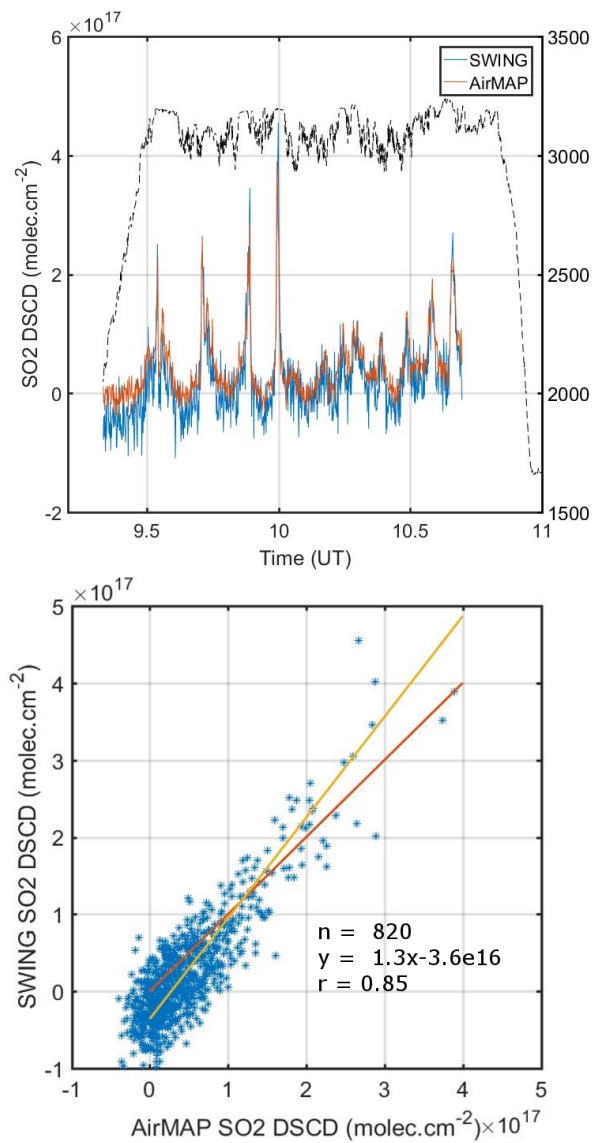 ×10^17
6
4
2
0
-2
SO2 DSCD (molec.cm^-2)
3500
3000
2500
2000
1500
SWING
AirMAP
9.5 10 10.5 11
Time (UT)
×10^17
5
4
3
2
1
0
-1
SWING SO2 DSCD (molec.cm^-2)
n = 820
y = 1.3x-3.6e16
r = 0.85
-1 0 1 2 3 4 5
AirMAP SO2 DSCD (molec.cm^-2)×10^17